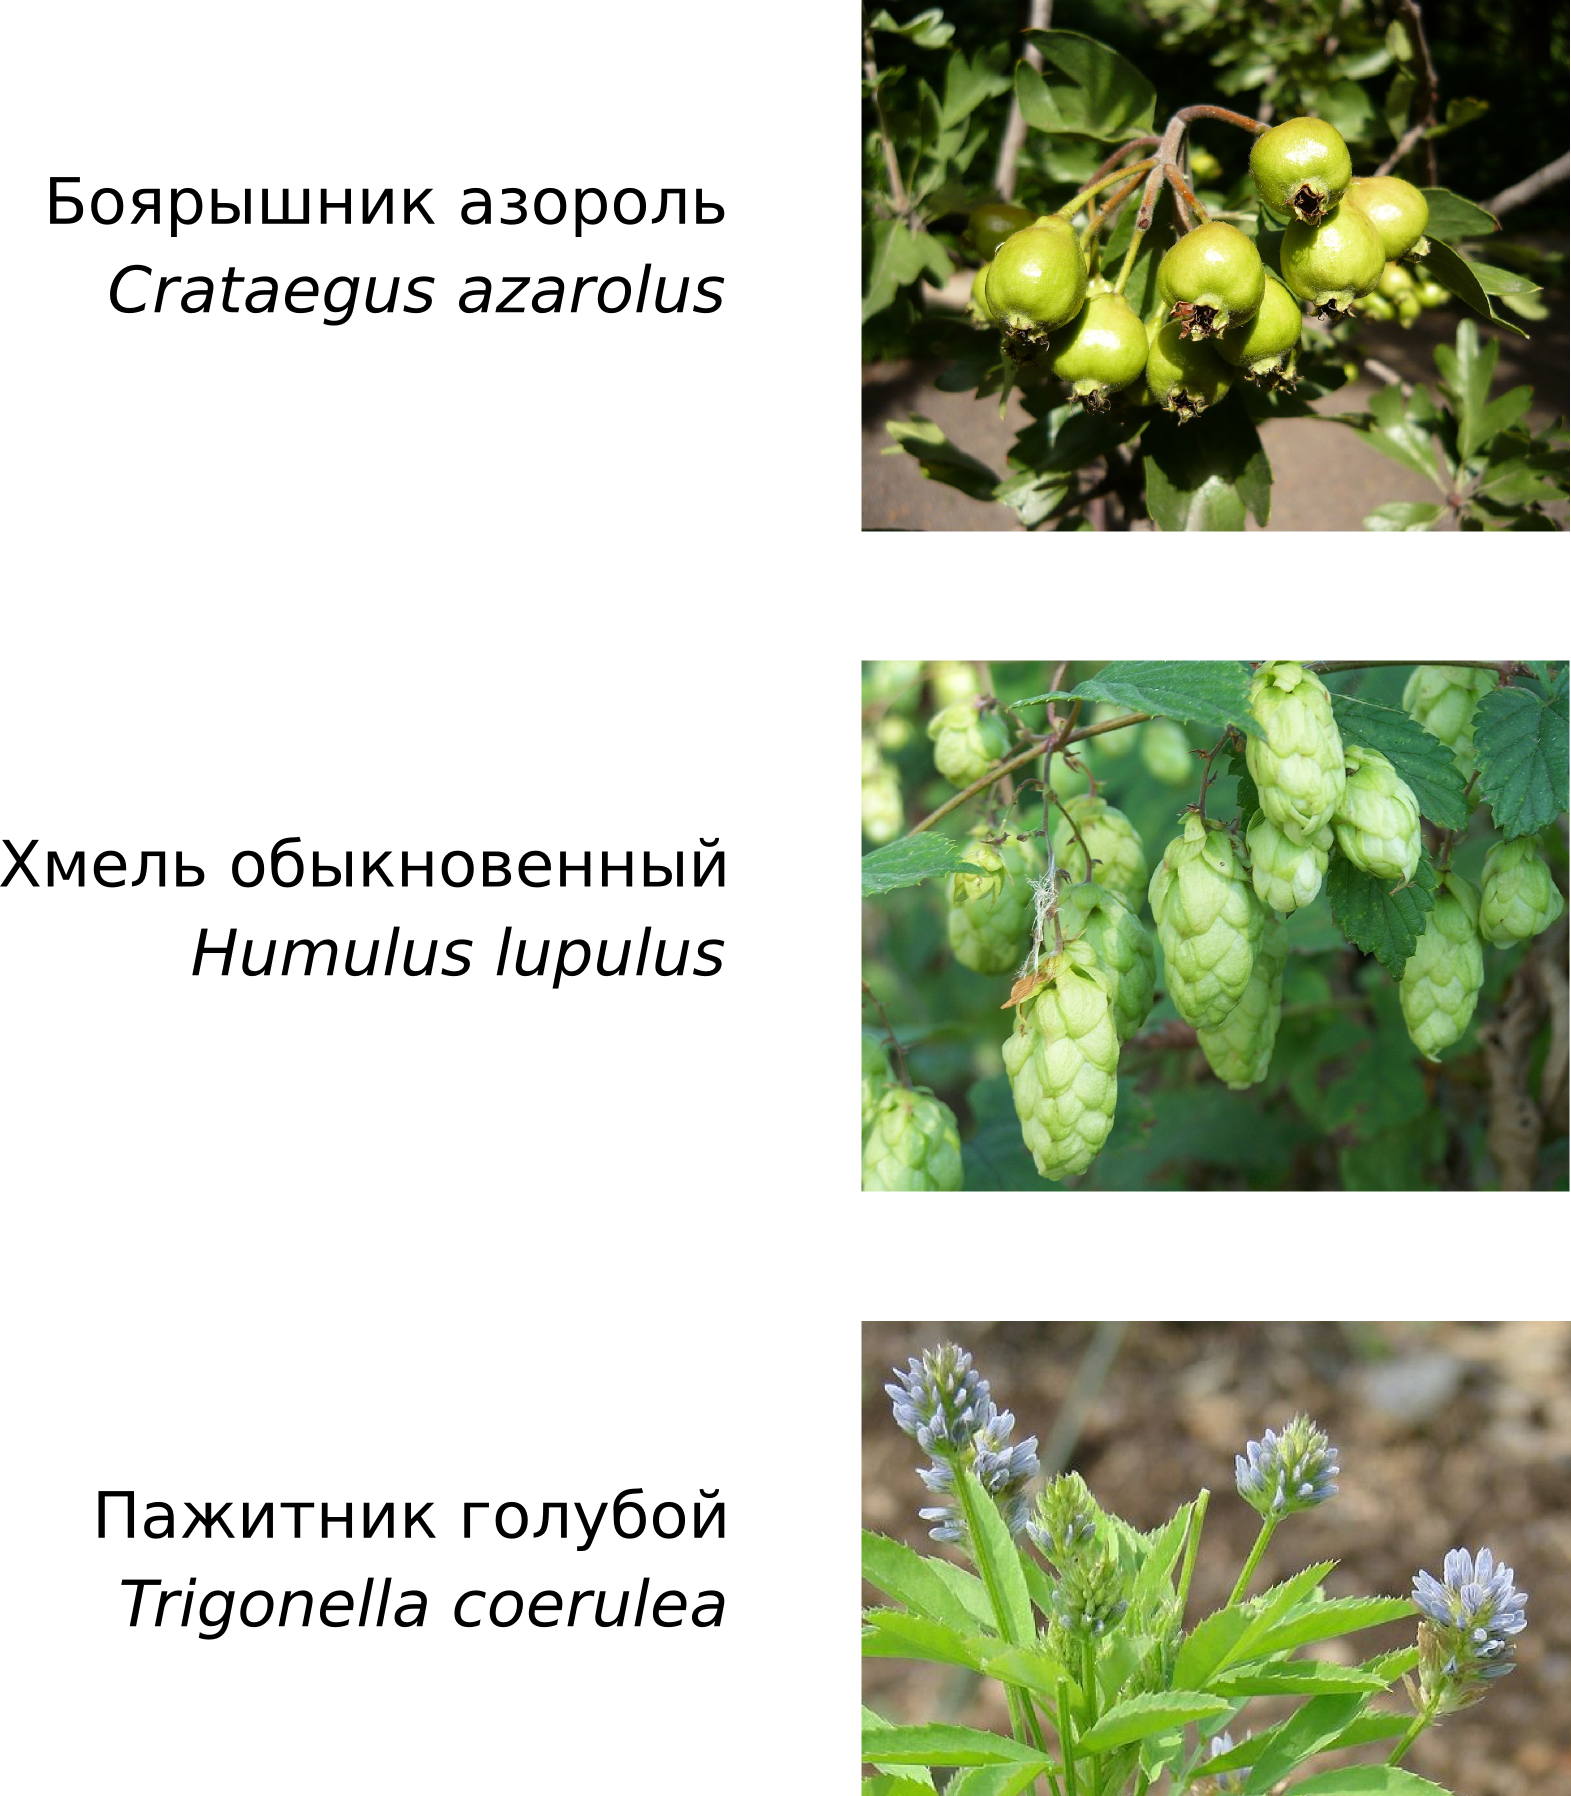 Боярышник азороль
Crataegus azarolus
Хмель обыкновенный
Humulus lupulus
Пажитник голубой
Trigonella coerulea